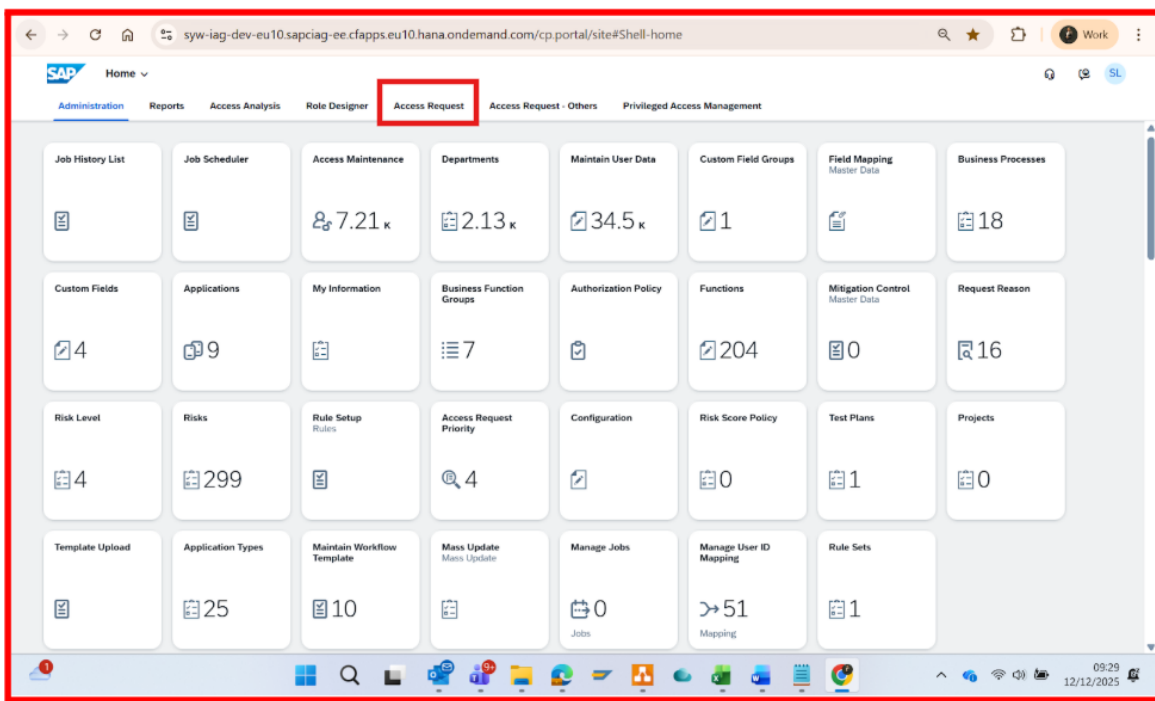 syw-iag-dev-eu10.sapciag-ee.cfapps.eu10.hana.ondemand.com/cp.portal/site#Shell-home
Work
SAP Home
SL
Administration Reports Access Analysis Role Designer Access Request Access Request - Others Privileged Access Management
Job History List
Job Scheduler
Access Maintenance
7.21 K
Departments
2.13 K
Maintain User Data
34.5 K
Custom Field Groups
1
Field Mapping
Master Data
Business Processes
18
Custom Fields
4
Applications
9
My Information
Business Function
Groups
7
Authorization Policy
Functions
204
Mitigation Control
Master Data
0
Request Reason
16
Risk Level
4
Risks
299
Rule Setup
Rules
Access Request
Priority
4
Configuration
Risk Score Policy
0
Test Plans
1
Projects
0
Template Upload
Application Types
25
Maintain Workflow
Template
10
Mass Update
Mass Update
Manage Jobs
0
Jobs
Manage User ID
Mapping
51
Mapping
Rule Sets
1
1
9+
09:29
12/12/2025